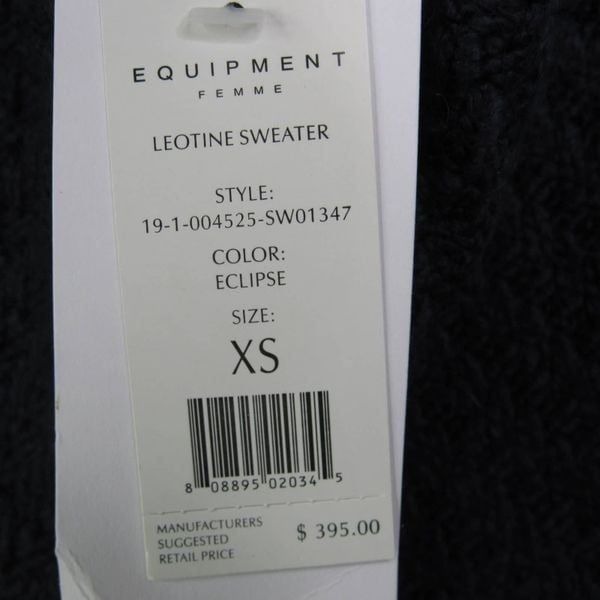 EQUIPMENT
FEMME
LEOTINE SWEATER
STYLE:
19-1-004525-SW01347
COLOR:
ECLIPSE
SIZE:
XS
8 08895 02034 5
MANUFACTURERS
SUGGESTED
RETAIL PRICE
$ 395.00